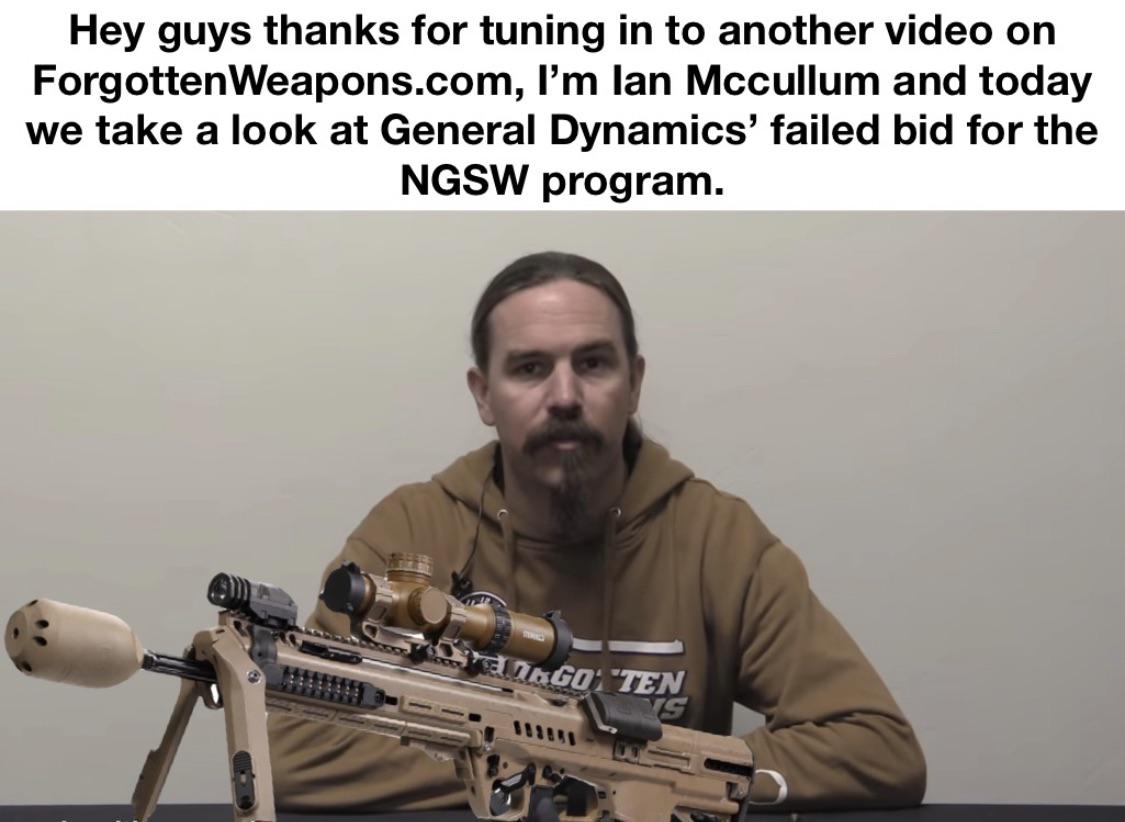 Hey guys thanks for tuning in to another video on
ForgottenWeapons.com, I’m Ian Mccullum and today
we take a look at General Dynamics’ failed bid for the
NGSW program.